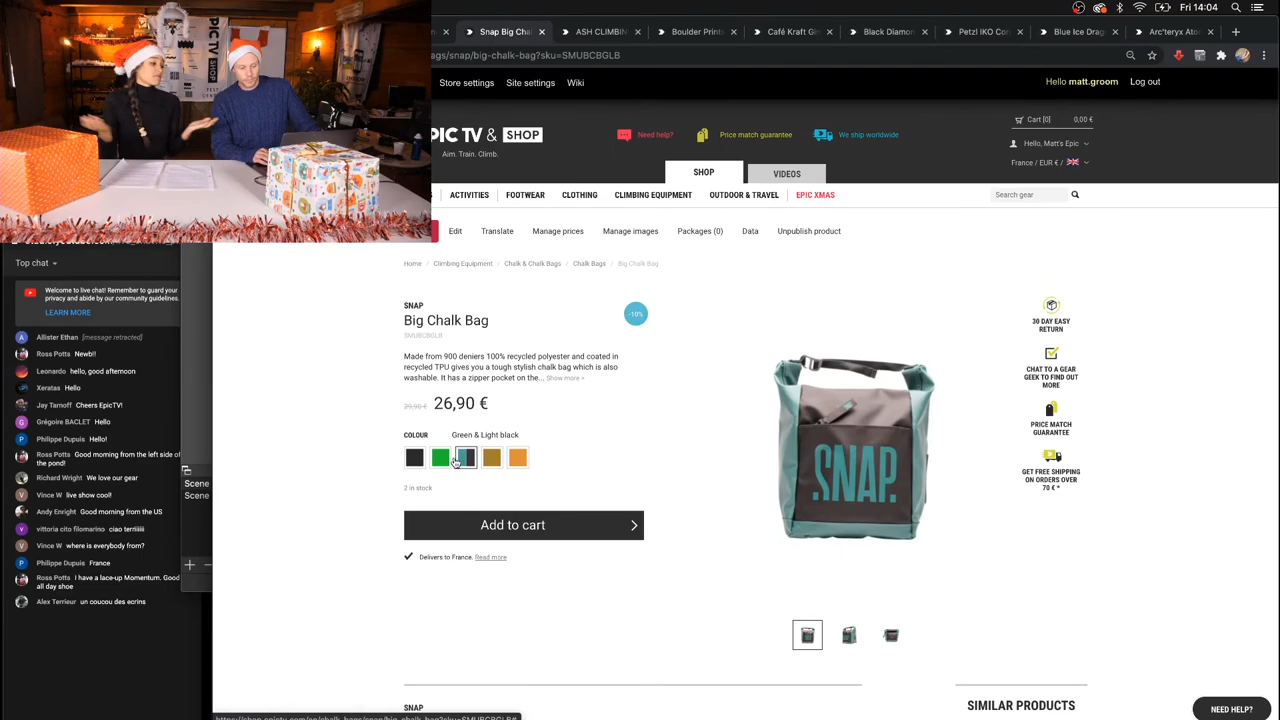 Snap Big Chal
ASH CLIMBIN
Boulder Prints
Café Kraft C
Black Diamon
Petzl IKO Cor
Blue Ice Drag
Arc'teryx Ato
ags/snap/big_chalk_bag?sku=SMUBCBGLB
Store settings
Site settings
Wiki
Hello matt.groom
Log out
PIC TV & SHOP
Aim. Train. Climb.
Need help?
Price match guarantee
We ship worldwide
Cart [0]
0,00 €
Hello, Matt's Epic
France / EUR € /
SHOP
VIDEOS
ACTIVITIES
FOOTWEAR
CLOTHING
CLIMBING EQUIPMENT
OUTDOOR & TRAVEL
EPIC XMAS
Search gear
Edit
Translate
Manage prices
Manage images
Packages (0)
Data
Unpublish product
Home / Climbing Equipment / Chalk & Chalk Bags / Chalk Bags / Big Chalk Bag
SNAP
Big Chalk Bag
SMUBCBGLB
-10%
Made from 900 deniers 100% recycled polyester and coated in
recycled TPU gives you a tough stylish chalk bag which is also
washable. It has a zipper pocket on the... Show more >
29,90 € 26,90 €
COLOUR Green & Light black
2 in stock
Add to cart
Delivers to France. Read more
SNAP.
30 DAY EASY
RETURN
CHAT TO A GEAR
GEEK TO FIND OUT
MORE
PRICE MATCH
GUARANTEE
GET FREE SHIPPING
ON ORDERS OVER
70 € *
SNAP
SIMILAR PRODUCTS
NEED HELP?
Top chat
Welcome to live chat! Remember to guard your
privacy and abide by our community guidelines.
LEARN MORE
Allister Ethan [message retracted]
Ross Potts Newb!!
Leonardo hello, good afternoon
Xeratas Hello
Jay Tarnoff Cheers EpicTV!
Grégoire BACLET Hello
Philippe Dupuis Hello!
Ross Potts Good morning from the left side of
the pond!
Richard Wright We love our gear
Vince W live show cool!
Andy Enright Good morning from the US
vittoria cito filomarino ciao terriiiiii
Vince W where is everybody from?
Philippe Dupuis France
Ross Potts I have a lace-up Momentum. Good
all day shoe
Alex Terrieur un coucou des ecrins
Scene
Scene